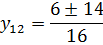 y₁₂ = (6 ± 14)/16